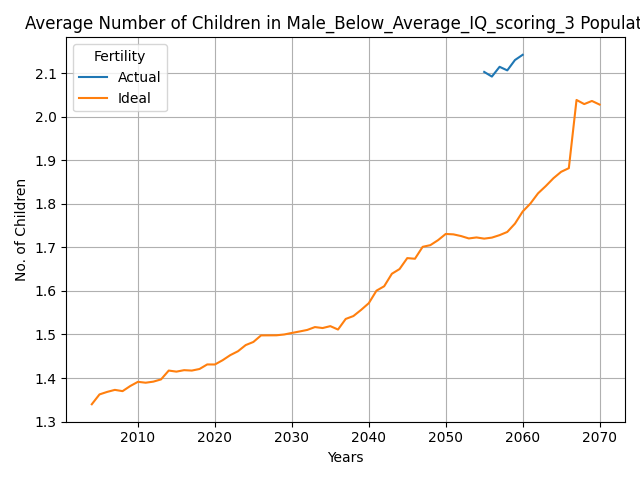 Average Number of Children in Male_Below_Average_IQ_scoring_3 Populat
Fertility
Actual
Ideal
No. of Children
2.1
2.0
1.9
1.8
1.7
1.6
1.5
1.4
1.3
2010 2020 2030 2040 2050 2060 2070
Years